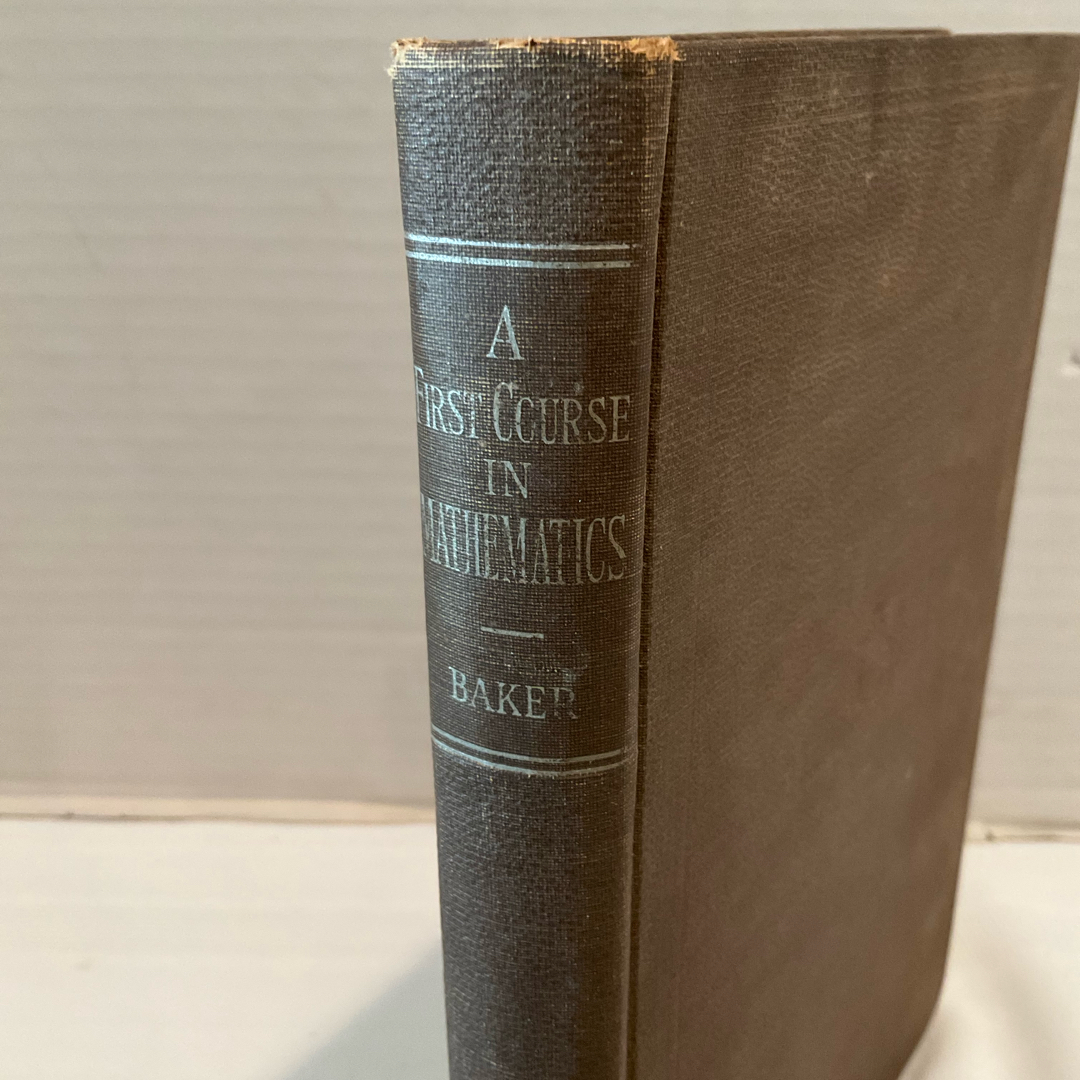 A
FIRST COURSE
IN
MATHEMATICS
BAKER